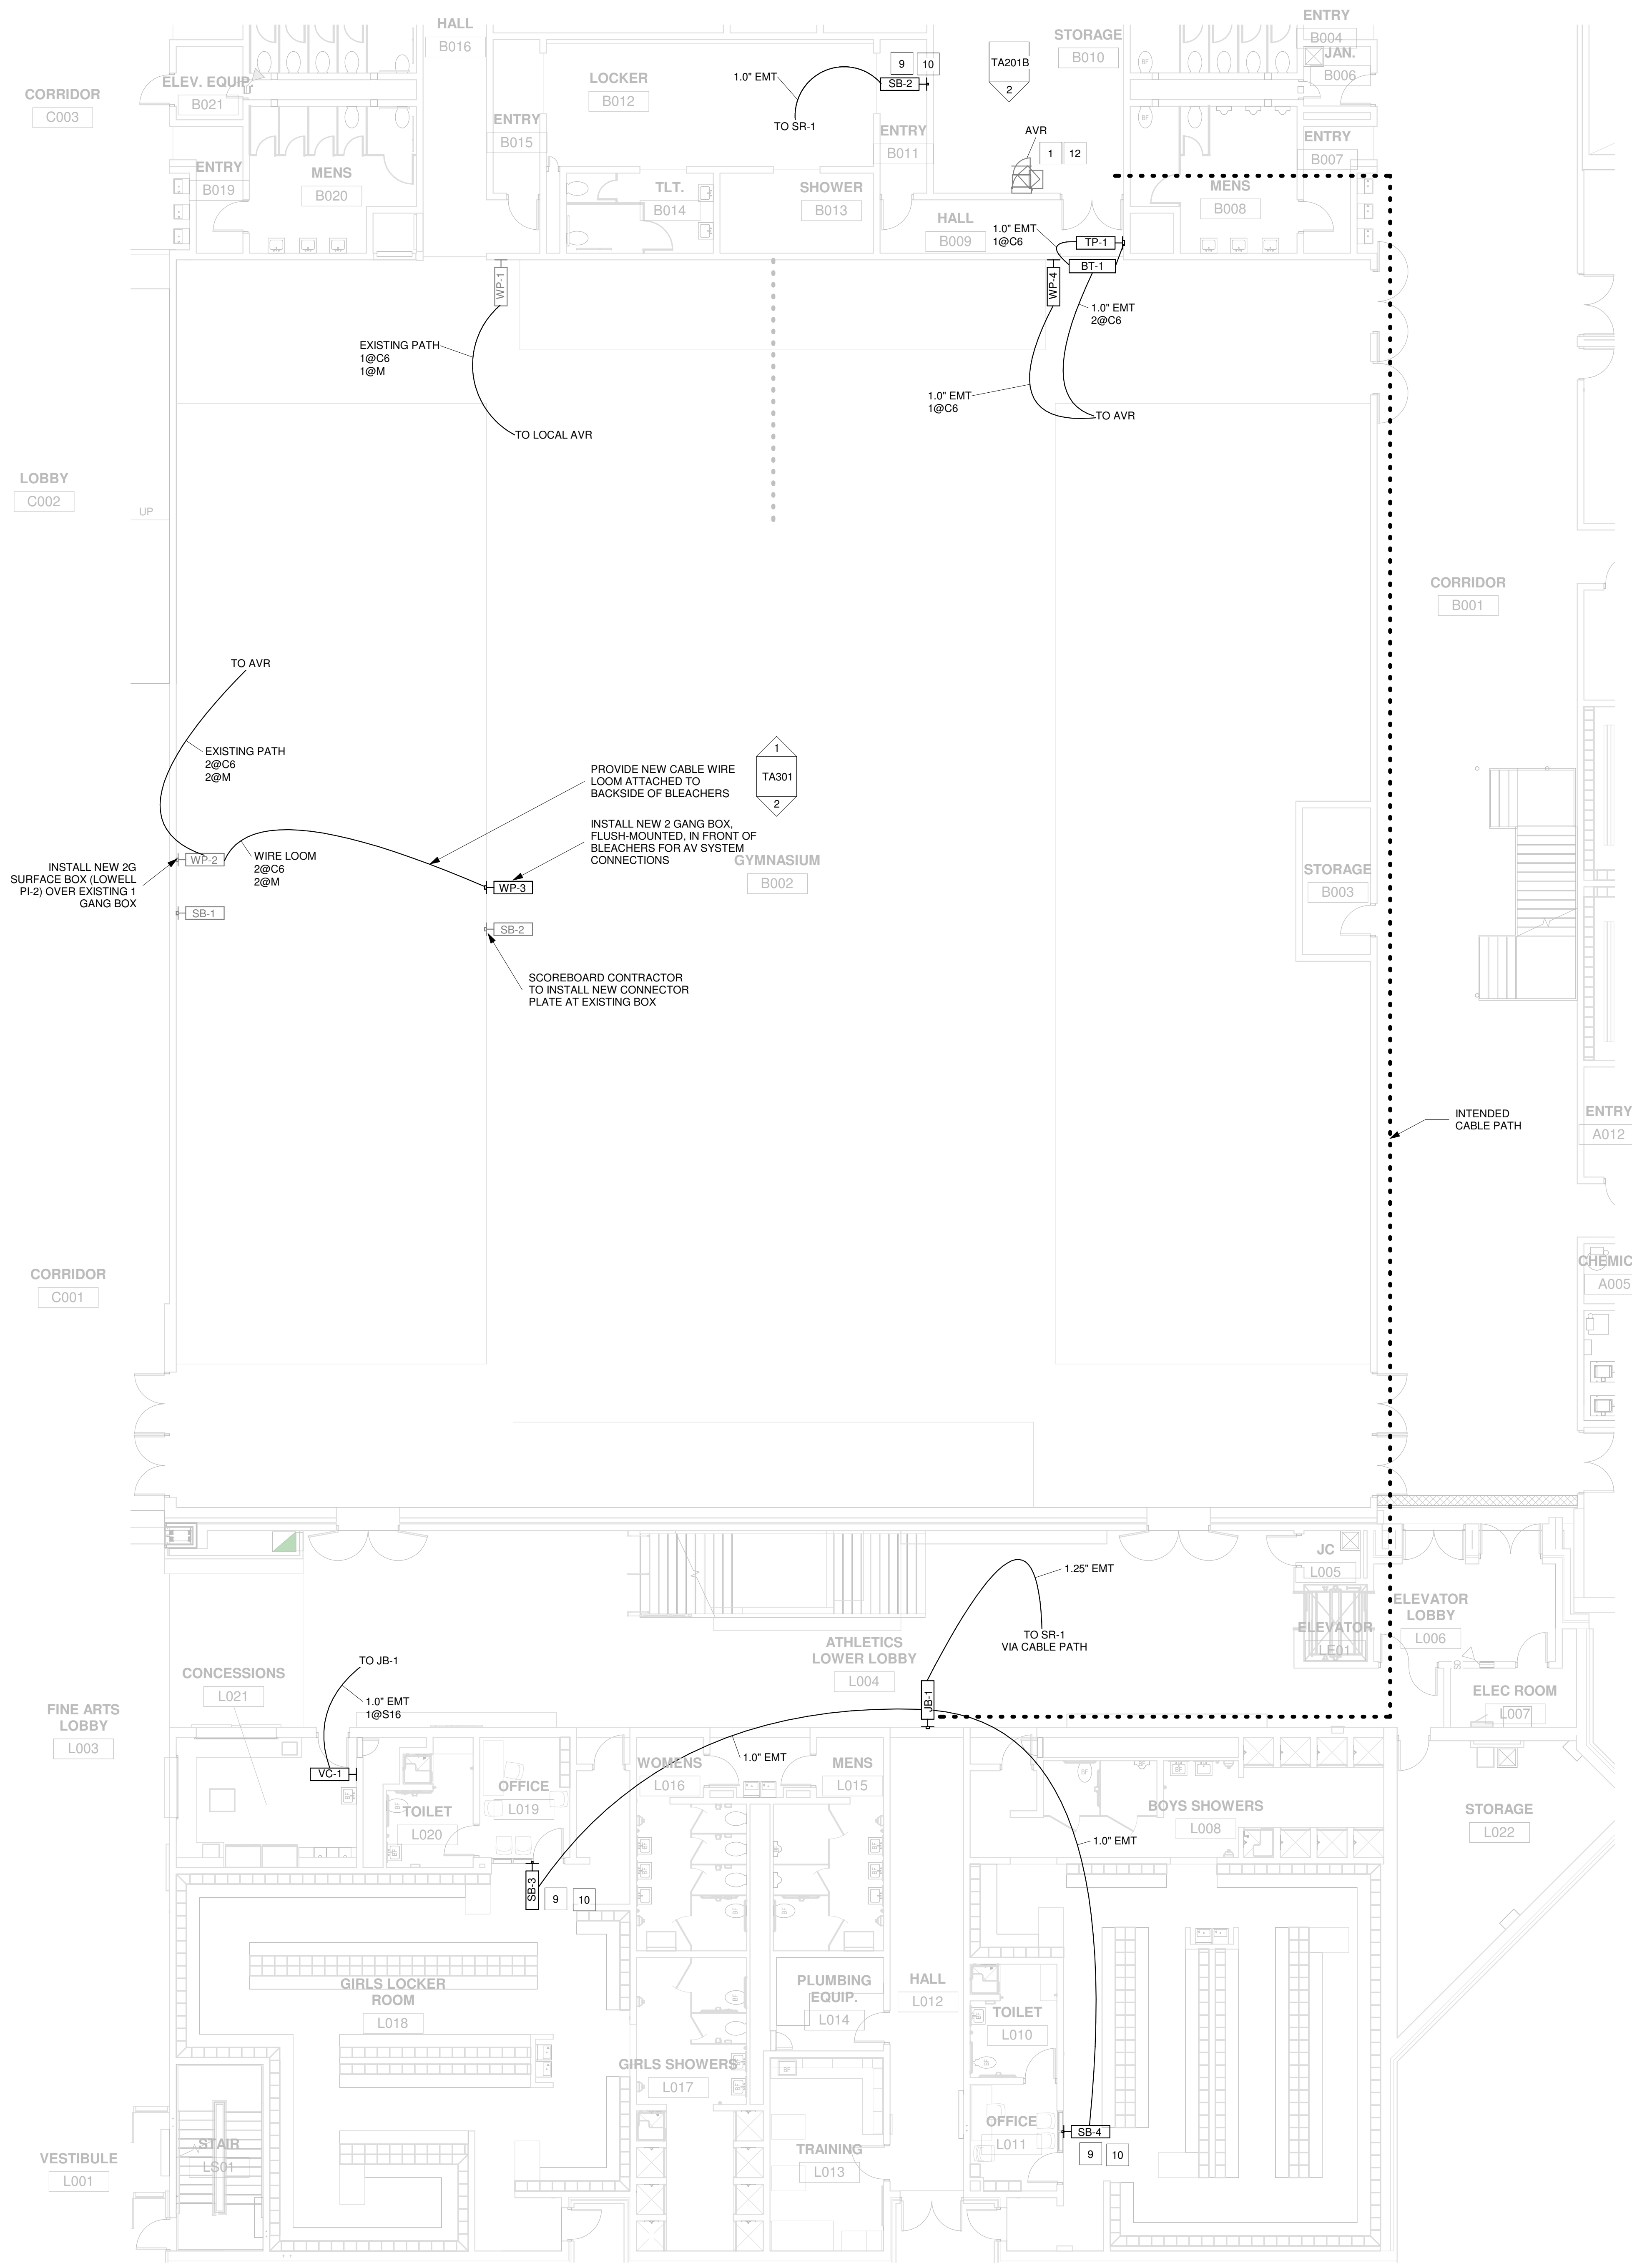 HALL
B016
ENTRY
B004
STORAGE
B010
JAN.
B006
9
10
TA201B
2
LOCKER
B012
1.0" EMT
SB-2
TO SR-1
ELEV. EQUIP.
B021
CORRIDOR
C003
ENTRY
B015
ENTRY
B011
AVR
1
12
ENTRY
B007
ENTRY
B019
MENS
B020
TLT.
B014
SHOWER
B013
MENS
B008
HALL
B009
1.0" EMT
1@C6
TP-1
BT-1
WP-1
WP-4
1.0" EMT
2@C6
EXISTING PATH
1@C6
1@M
1.0" EMT
1@C6
TO AVR
TO LOCAL AVR
LOBBY
C002
UP
CORRIDOR
B001
TO AVR
EXISTING PATH
2@C6
2@M
PROVIDE NEW CABLE WIRE
LOOM ATTACHED TO
BACKSIDE OF BLEACHERS
1
TA301
2
INSTALL NEW 2 GANG BOX,
FLUSH-MOUNTED, IN FRONT OF
BLEACHERS FOR AV SYSTEM
CONNECTIONS
WP-2
WIRE LOOM
2@C6
2@M
INSTALL NEW 2G
SURFACE BOX (LOWELL
PI-2) OVER EXISTING 1
GANG BOX
WP-3
GYMNASIUM
B002
STORAGE
B003
SB-1
SB-2
SCOREBOARD CONTRACTOR
TO INSTALL NEW CONNECTOR
PLATE AT EXISTING BOX
INTENDED
CABLE PATH
ENTRY
A012
CORRIDOR
C001
CHEMIC
A005
JC
L005
1.25" EMT
ELEVATOR
LE01
ELEVATOR
LOBBY
L006
TO SR-1
VIA CABLE PATH
ATHLETICS
LOWER LOBBY
L004
TO JB-1
CONCESSIONS
L021
1.0" EMT
1@S16
JB-1
ELEC ROOM
L007
FINE ARTS
LOBBY
L003
1.0" EMT
WOMENS
L016
MENS
L015
VC-1
OFFICE
L019
TOILET
L020
BOYS SHOWERS
L008
STORAGE
L022
1.0" EMT
SB-3
9
10
GIRLS LOCKER
ROOM
L018
PLUMBING
EQUIP.
L014
HALL
L012
TOILET
L010
GIRLS SHOWERS
L017
BF
OFFICE
L011
SB-4
9
10
STAIR
LS01
TRAINING
L013
VESTIBULE
L001